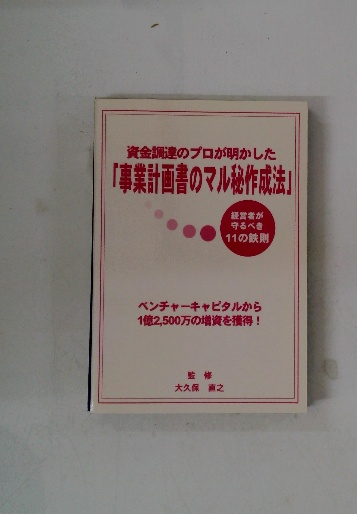 資金調達のプロが明かした
「事業計画書のマル秘作成法」
経営者が
守るべき
11の鉄則
ベンチャーキャピタルから
1億2,500万の増資を獲得！
監 修
大久保 直之